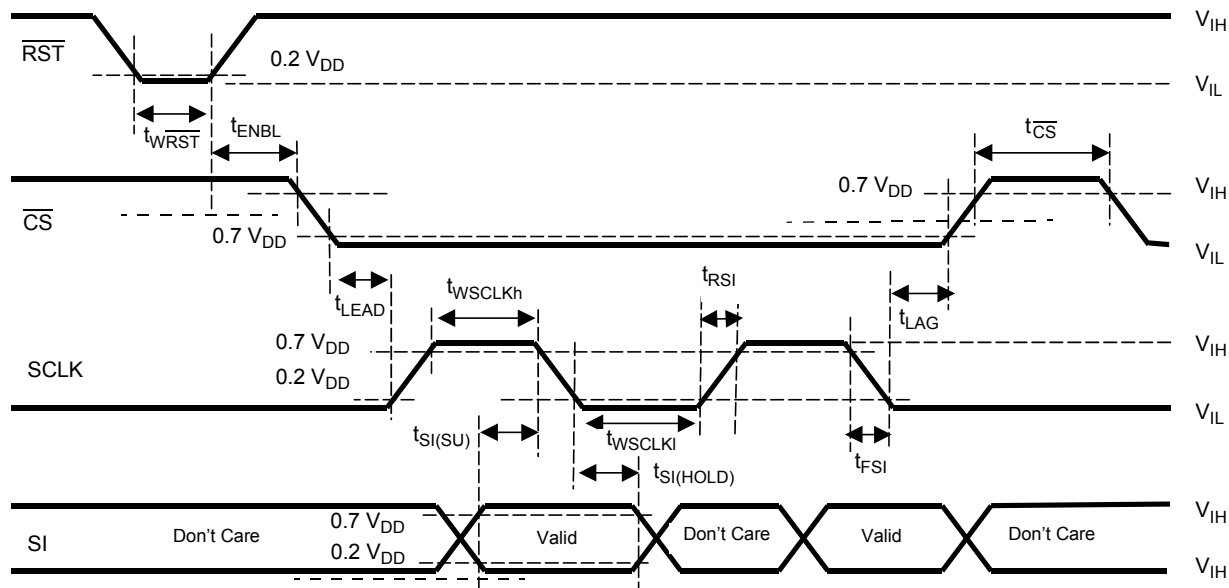 V_IH
RST
0.2 V_DD
V_IL
t_WRST
t_ENBL
t_CS
0.7 V_DD
V_IH
CS
0.7 V_DD
V_IL
t_LEAD
t_WSCLKh
t_RSI
t_LAG
0.7 V_DD
V_IH
SCLK
0.2 V_DD
V_IL
t_SI(SU)
t_WSCLKl
t_SI(HOLD)
t_FSI
V_IH
SI
Don't Care
0.7 V_DD
0.2 V_DD
Valid
Don't Care
Valid
Don't Care
V_IH